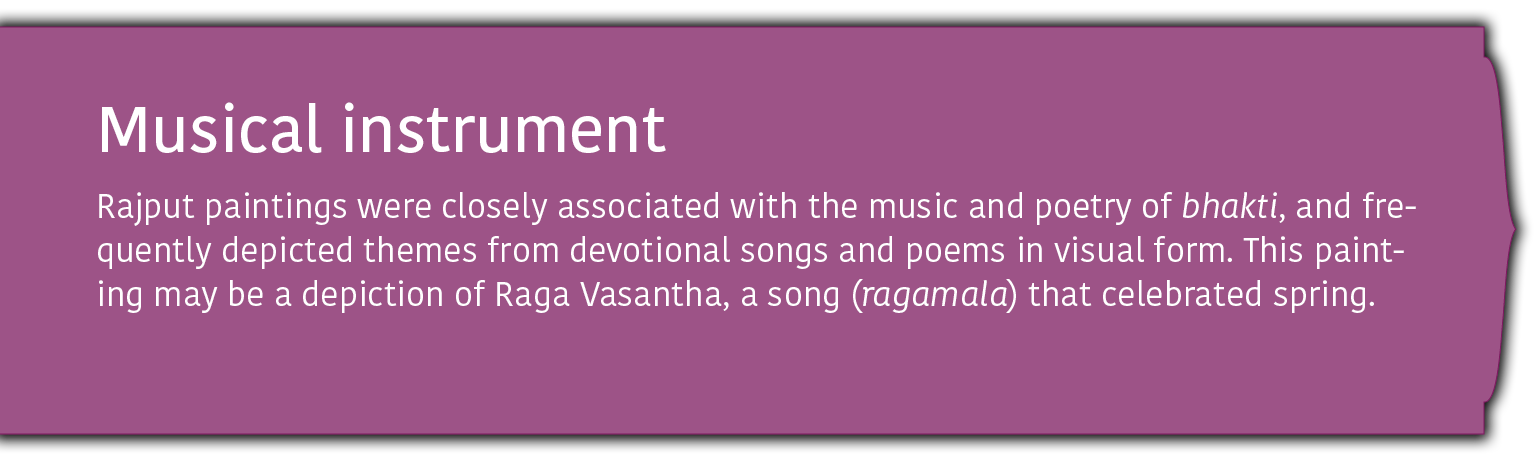 Musical instrument
Rajput paintings were closely associated with the music and poetry of bhakti, and fre-
quently depicted themes from devotional songs and poems in visual form. This paint-
ing may be a depiction of Raga Vasantha, a song (ragamala) that celebrated spring.